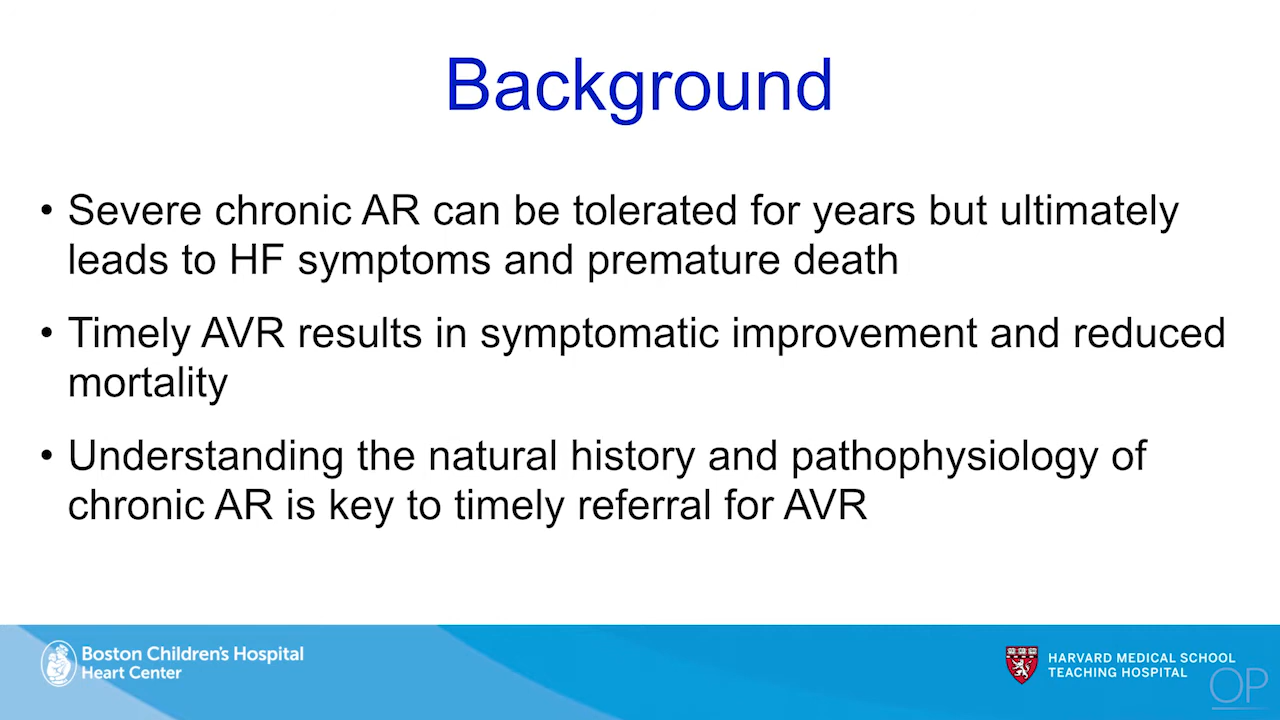 Background
• Severe chronic AR can be tolerated for years but ultimately
leads to HF symptoms and premature death
• Timely AVR results in symptomatic improvement and reduced
mortality
• Understanding the natural history and pathophysiology of
chronic AR is key to timely referral for AVR
Boston Children's Hospital
Heart Center
HARVARD MEDICAL SCHOOL
TEACHING HOSPITAL
OP